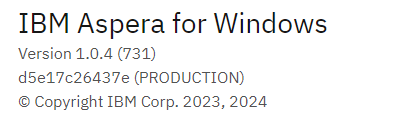 IBM Aspera for Windows
Version 1.0.4 (731)
d5e17c26437e (PRODUCTION)
© Copyright IBM Corp. 2023, 2024